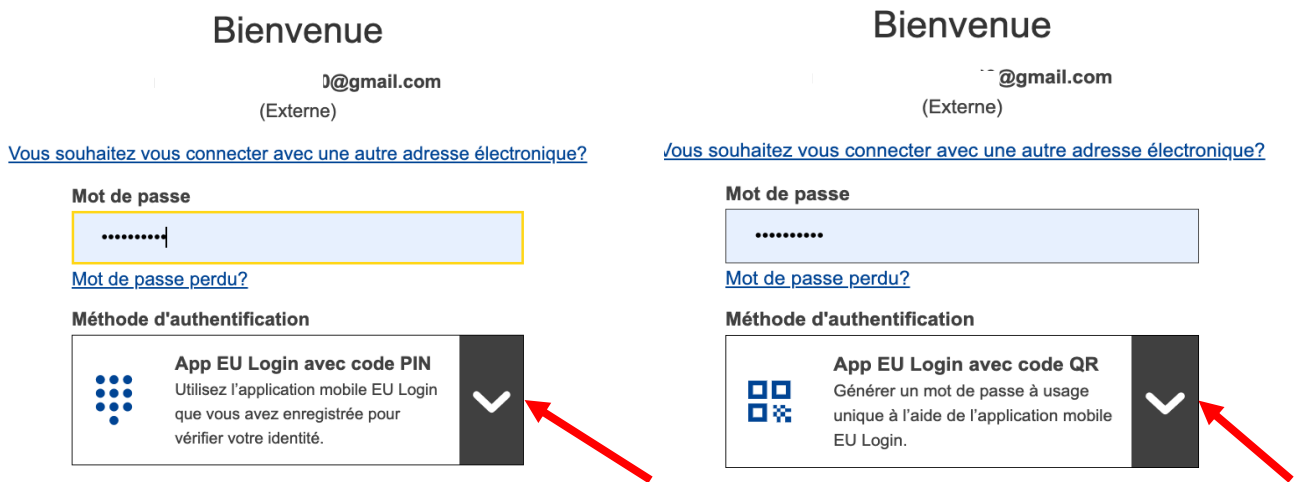 Bienvenue
@gmail.com
(Externe)
Vous souhaitez vous connecter avec une autre adresse électronique?
Mot de passe
••••••••••
Mot de passe perdu?
Méthode d'authentification
App EU Login avec code PIN
Utilisez l'application mobile EU Login
que vous avez enregistrée pour
vérifier votre identité.
Bienvenue
@gmail.com
(Externe)
Vous souhaitez vous connecter avec une autre adresse électronique?
Mot de passe
••••••••••
Mot de passe perdu?
Méthode d'authentification
App EU Login avec code QR
Générer un mot de passe à usage
unique à l'aide de l'application mobile
EU Login.